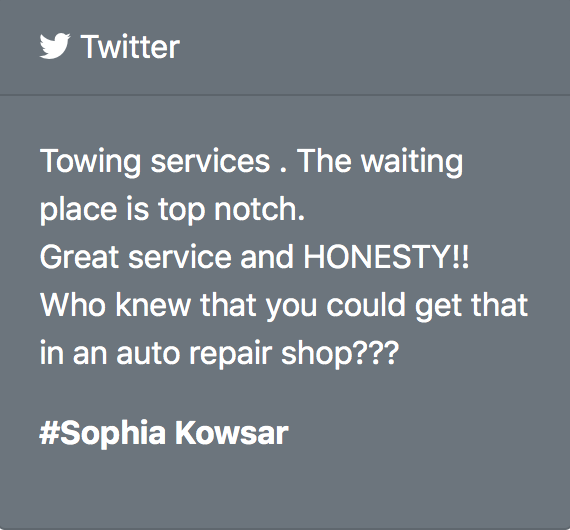 Twitter
Towing services . The waiting
place is top notch.
Great service and HONESTY!!
Who knew that you could get that
in an auto repair shop???
#Sophia Kowsar